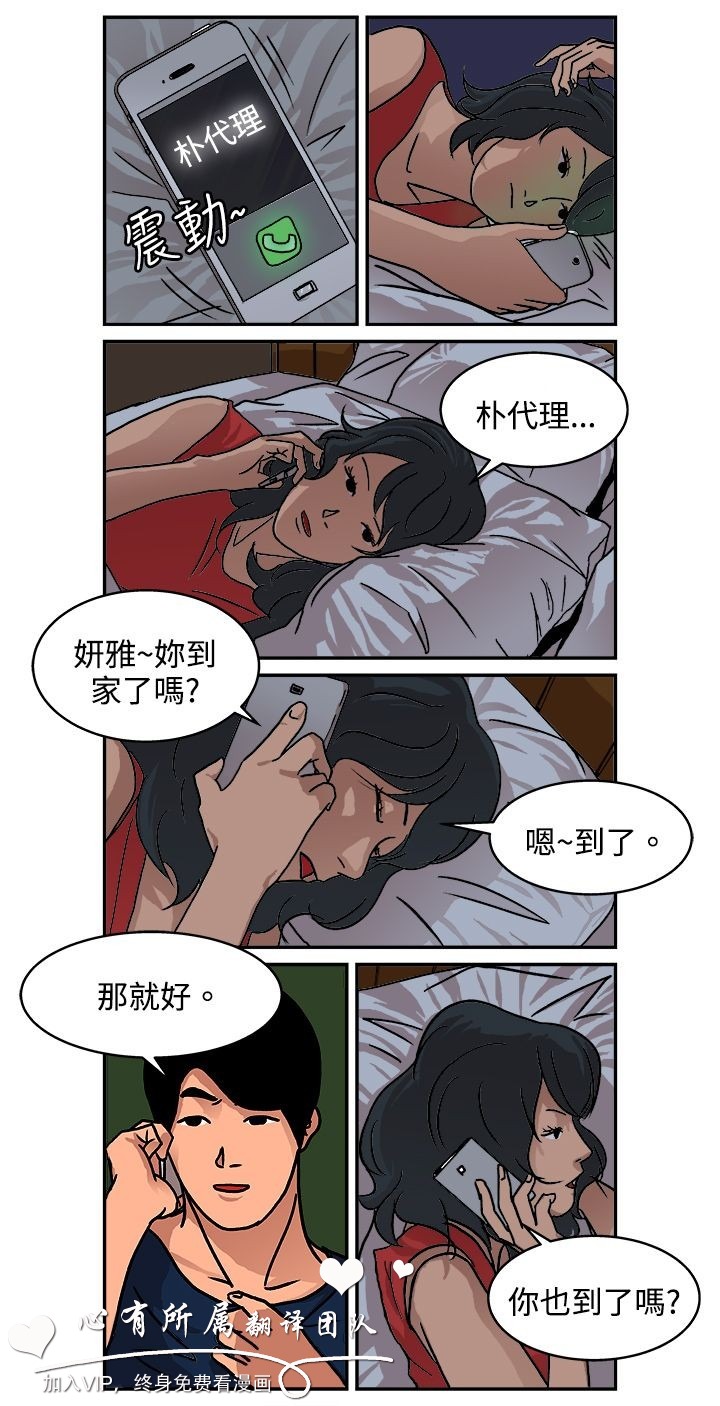 朴代理
震動~
朴代理...
妍雅~妳到
家了嗎?
嗯~到了。
那就好。
你也到了嗎?
心有所属翻译团队
加入VIP，终身免费看漫画